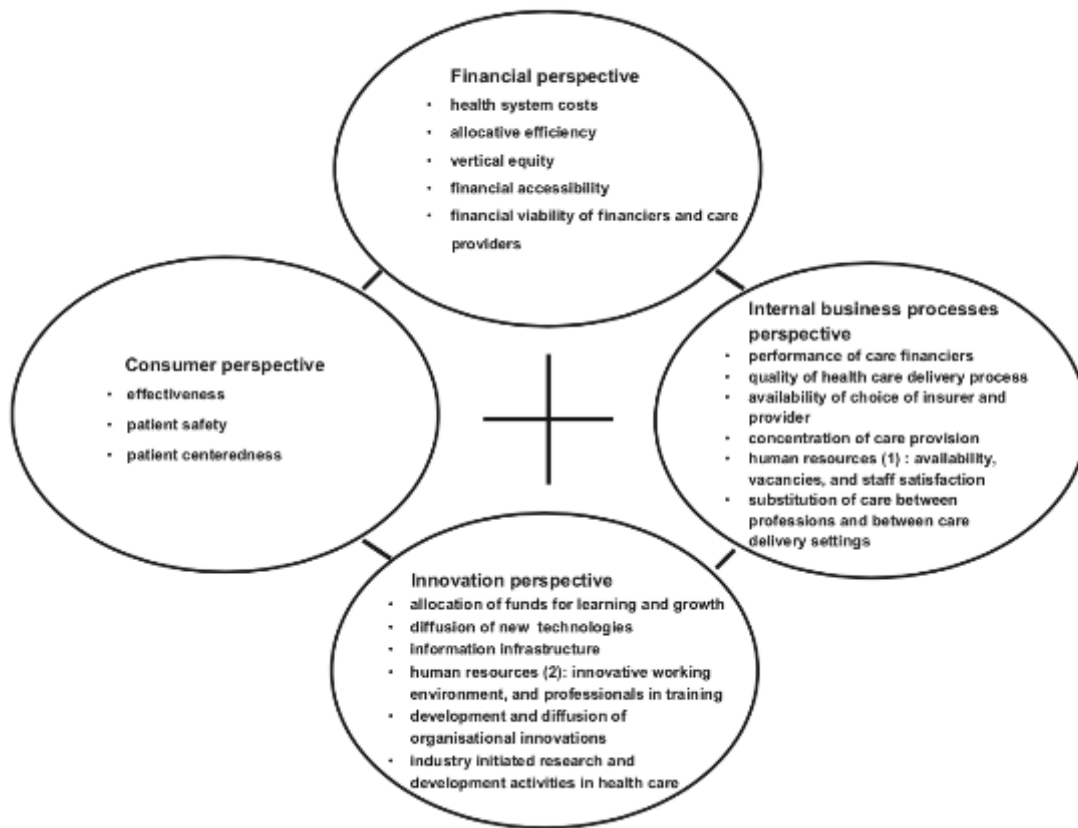 Financial perspective
• health system costs
• allocative efficiency
• vertical equity
• financial accessibility
• financial viability of financiers and care
providers
Consumer perspective
• effectiveness
• patient safety
• patient centeredness
Internal business processes
perspective
• performance of care financiers
• quality of health care delivery process
• availability of choice of insurer and
provider
• concentration of care provision
• human resources (1) : availability,
vacancies, and staff satisfaction
• substitution of care between
professions and between care
delivery settings
Innovation perspective
• allocation of funds for learning and growth
• diffusion of new technologies
• information infrastructure
• human resources (2): innovative working
environment, and professionals in training
• development and diffusion of
organisational innovations
• industry initiated research and
development activities in health care